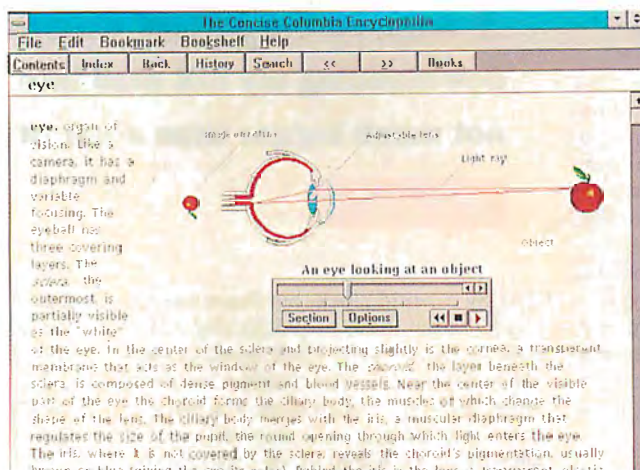 The Concise Columbia Encyclopedia
File Edit Bookmark Bookshelf Help
Contents Index Back History Search << >> Books
eye
eye, organ of
vision. Like a
camera, it has a
diaphragm and
variable
focusing. The
eyeball has
three covering
layers. The
sclera, the
outermost, is
partially visible
as the "white"
Image on retina
Adjustable lens
Light ray
Object
An eye looking at an object
Section Options
of the eye. In the center of the sclera and projecting slightly is the cornea, a transparent
membrane that acts as the window of the eye. The choroid, the layer beneath the
sclera, is composed of dense pigment and blood vessels. Near the center of the visible
part of the eye the choroid forms the ciliary body, the muscles of which change the
shape of the lens. The ciliary body merges with the iris, a muscular diaphragm that
regulates the size of the pupil, the round opening through which light enters the eye.
The iris, where it is not covered by the sclera, reveals the choroid's pigmentation, usually